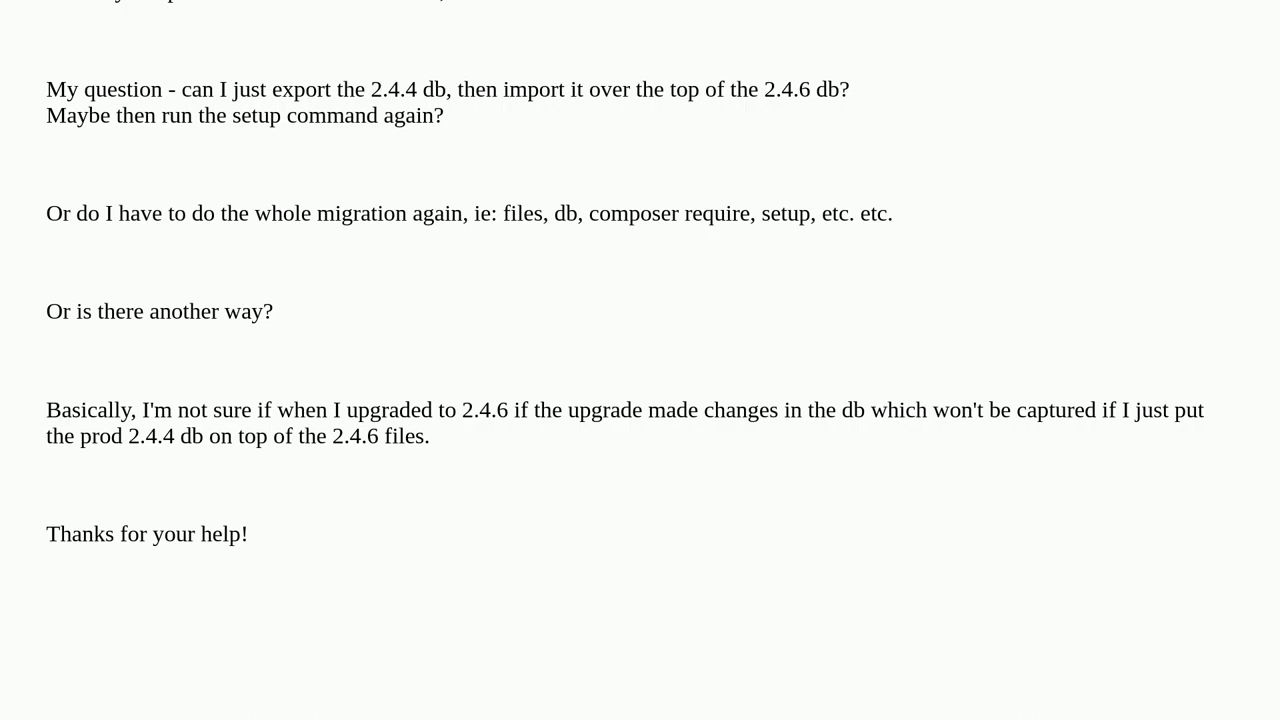 My question - can I just export the 2.4.4 db, then import it over the top of the 2.4.6 db?
Maybe then run the setup command again?
Or do I have to do the whole migration again, ie: files, db, composer require, setup, etc. etc.
Or is there another way?
Basically, I'm not sure if when I upgraded to 2.4.6 if the upgrade made changes in the db which won't be captured if I just put
the prod 2.4.4 db on top of the 2.4.6 files.
Thanks for your help!